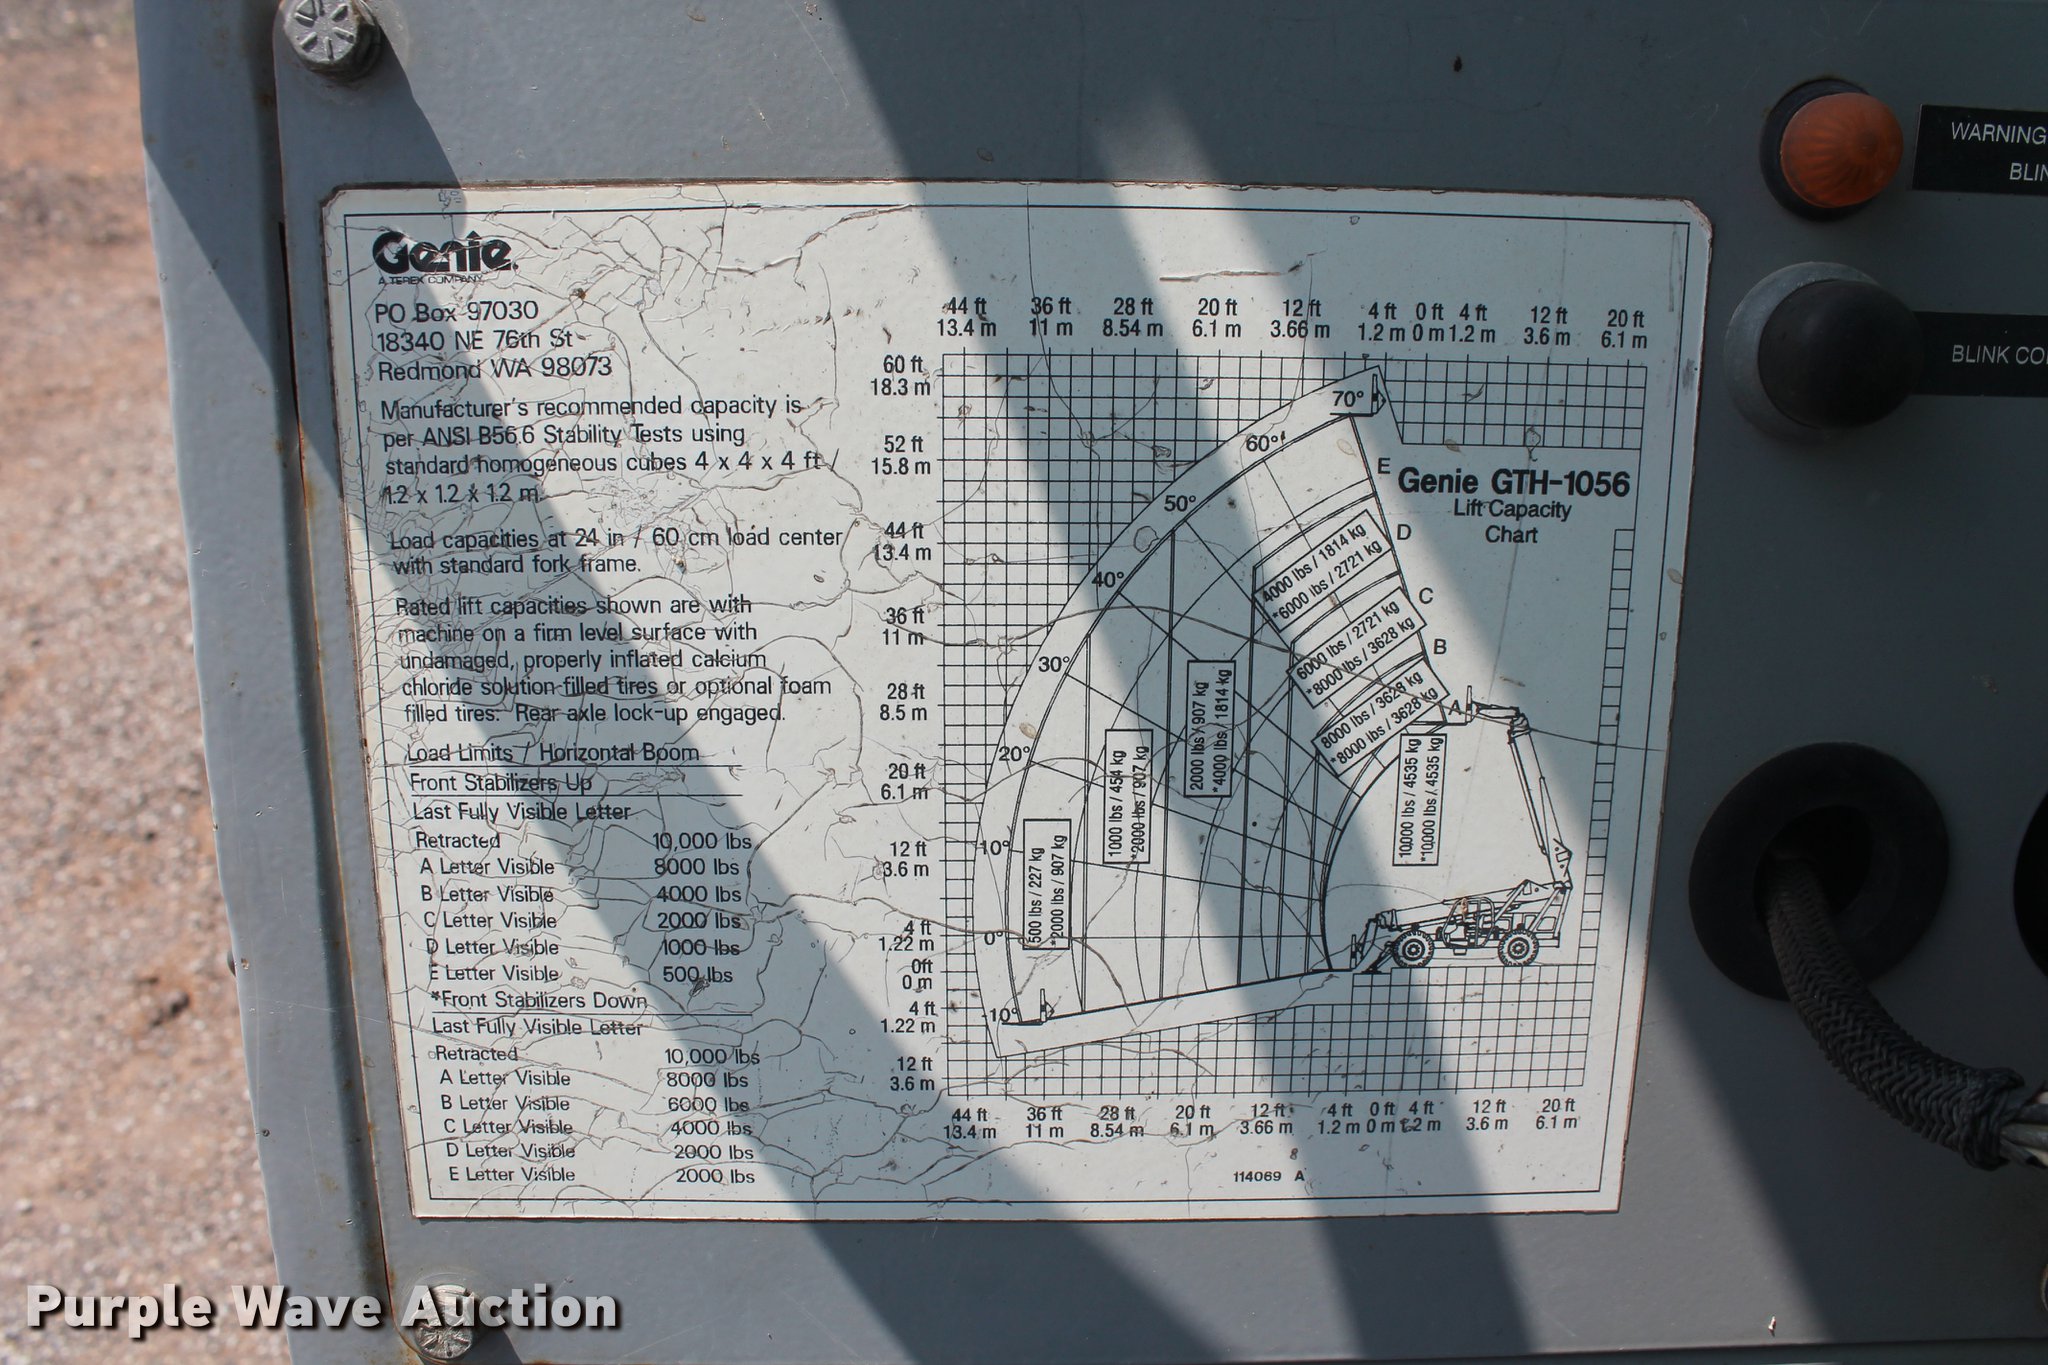 Genie
A TEREX COMPANY
PO Box 97030
18340 NE 76th St
Redmond WA 98073
Manufacturer's recommended capacity is
per ANSI B56.6 Stability Tests using
standard homogeneous cubes 4 x 4 x 4 ft /
1.2 x 1.2 x 1.2 m.
Load capacities at 24 in / 60 cm load center
with standard fork frame.
Rated lift capacities shown are with
machine on a firm level surface with
undamaged, properly inflated calcium
chloride solution filled tires or optional foam
filled tires. Rear axle lock-up engaged.
Load Limits / Horizontal Boom
Front Stabilizers Up
Last Fully Visible Letter
Retracted 10,000 lbs
A Letter Visible 8000 lbs
B Letter Visible 4000 lbs
C Letter Visible 2000 lbs
D Letter Visible 1000 lbs
E Letter Visible 500 lbs
*Front Stabilizers Down
Last Fully Visible Letter
Retracted 10,000 lbs
A Letter Visible 8000 lbs
B Letter Visible 6000 lbs
C Letter Visible 4000 lbs
D Letter Visible 2000 lbs
E Letter Visible 2000 lbs
44 ft 36 ft 28 ft 20 ft 12 ft 4 ft 0 ft 4 ft 12 ft 20 ft
13.4 m 11 m 8.54 m 6.1 m 3.66 m 1.2 m 0 m 1.2 m 3.6 m 6.1 m
60 ft
18.3 m
52 ft
15.8 m
44 ft
13.4 m
36 ft
11 m
28 ft
8.5 m
20 ft
6.1 m
12 ft
3.6 m
4 ft
1.22 m
0ft
0 m
4 ft
1.22 m
12 ft
3.6 m
70°
60°
50°
40°
30°
20°
10°
0°
-10°
E
D
C
B
A
Genie GTH-1056
Lift Capacity
Chart
4000 lbs / 1814 kg
*6000 lbs / 2721 kg
6000 lbs / 2721 kg
*8000 lbs / 3628 kg
8000 lbs / 3628 kg
*8000 lbs / 3628 kg
10,000 lbs / 4535 kg
*10,000 lbs / 4535 kg
2000 lbs / 907 kg
*4000 lbs / 1814 kg
1000 lbs / 454 kg
*2000 lbs / 907 kg
500 lbs / 227 kg
*2000 lbs / 907 kg
44 ft 36 ft 28 ft 20 ft 12 ft 4 ft 0 ft 4 ft 12 ft 20 ft
13.4 m 11 m 8.54 m 6.1 m 3.66 m 1.2 m 0 m 1.2 m 3.6 m 6.1 m
114069 A
WARNING
BLIN
BLINK CO
Purple Wave Auction